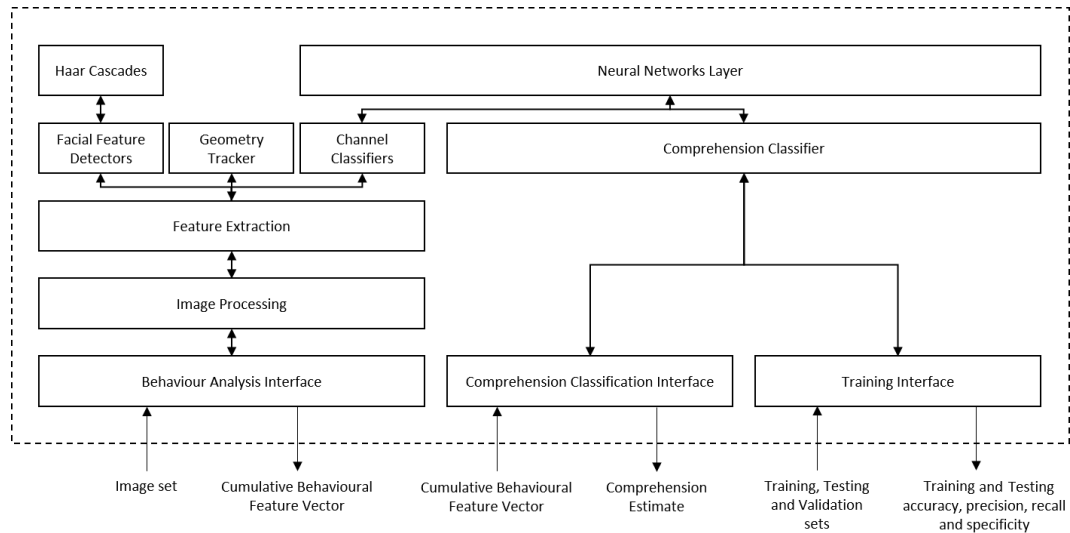 Haar Cascades
Neural Networks Layer
Facial Feature
Detectors
Geometry
Tracker
Channel
Classifiers
Comprehension Classifier
Feature Extraction
Image Processing
Behaviour Analysis Interface
Comprehension Classification Interface
Training Interface
Image set
Cumulative Behavioural
Feature Vector
Cumulative Behavioural
Feature Vector
Comprehension
Estimate
Training, Testing
and Validation
sets
Training and Testing
accuracy, precision, recall
and specificity